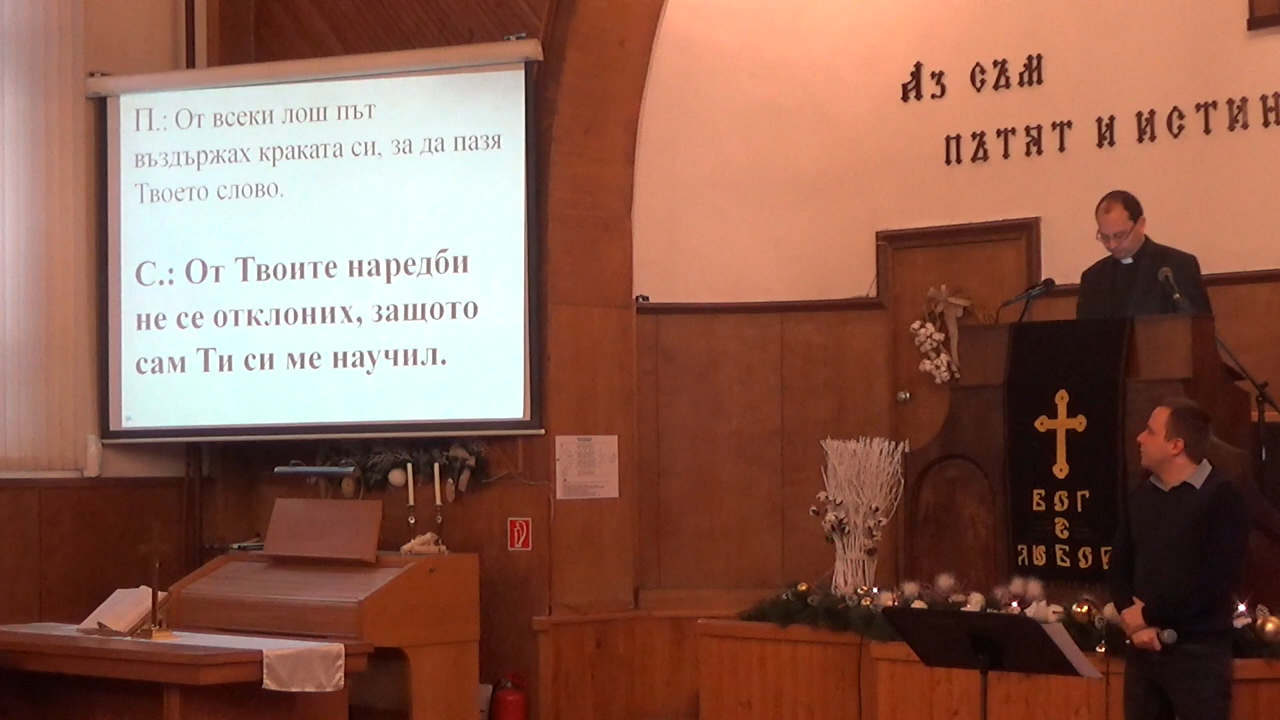 П.: От всеки лош път
въздържах краката си, за да пазя
Твоето слово.
С.: От Твоите наредби
не се отклоних, защото
сам Ти си ме научил.
Аз съм
пътят и истин
БОГ
Е
ЛЮБОВ